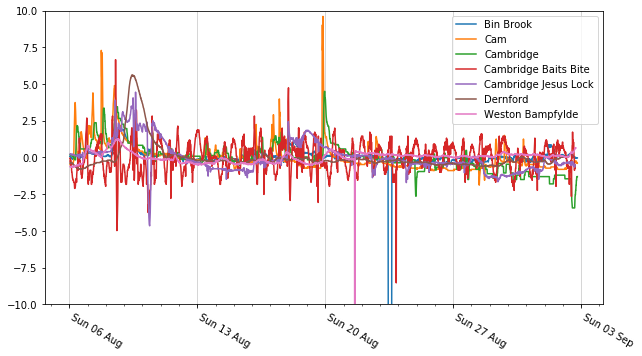 10.0
7.5
5.0
2.5
0.0
−2.5
−5.0
−7.5
−10.0
Bin Brook
Cam
Cambridge
Cambridge Baits Bite
Cambridge Jesus Lock
Dernford
Weston Bampfylde
Sun 06 Aug
Sun 13 Aug
Sun 20 Aug
Sun 27 Aug
Sun 03 Sep